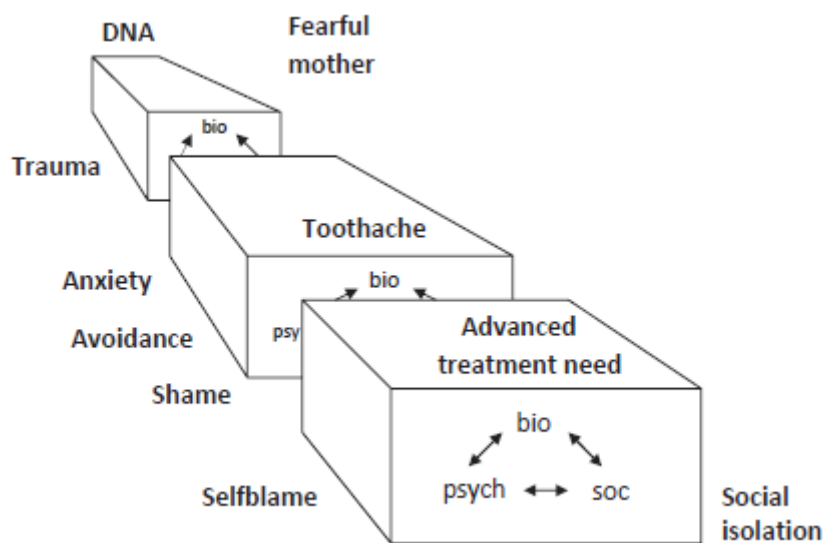 DNA
Fearful
mother
bio
Trauma
Toothache
Anxiety
bio
Avoidance
psy
Advanced
treatment need
Shame
bio
Selfblame
psych
soc
Social
isolation